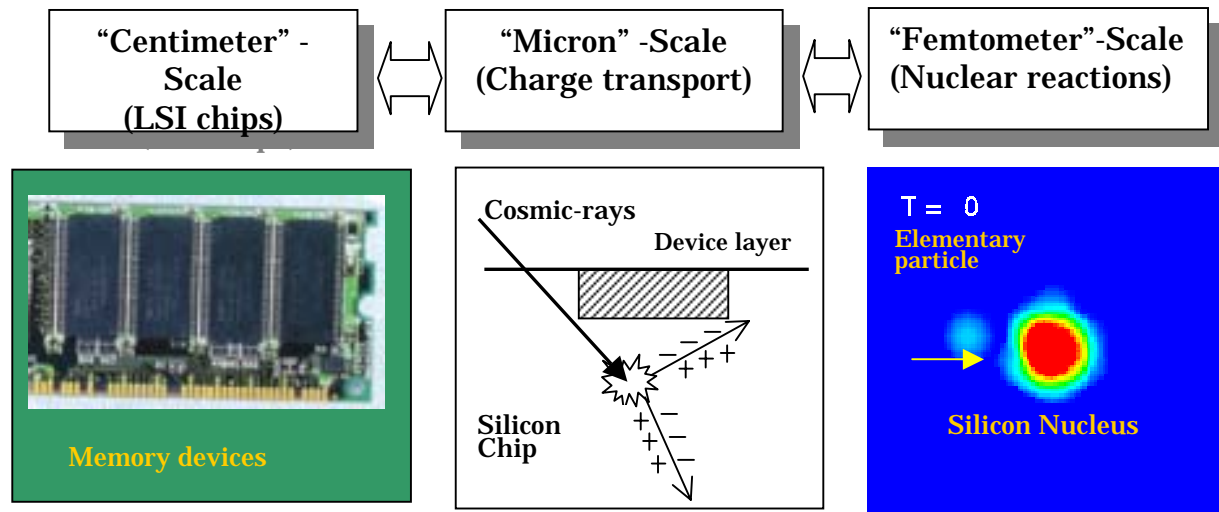 “Centimeter” -
Scale
(LSI chips)
“Micron” -Scale
(Charge transport)
“Femtometer”-Scale
(Nuclear reactions)
Memory devices
Cosmic-rays
Device layer
Silicon
Chip
T = 0
Elementary
particle
Silicon Nucleus